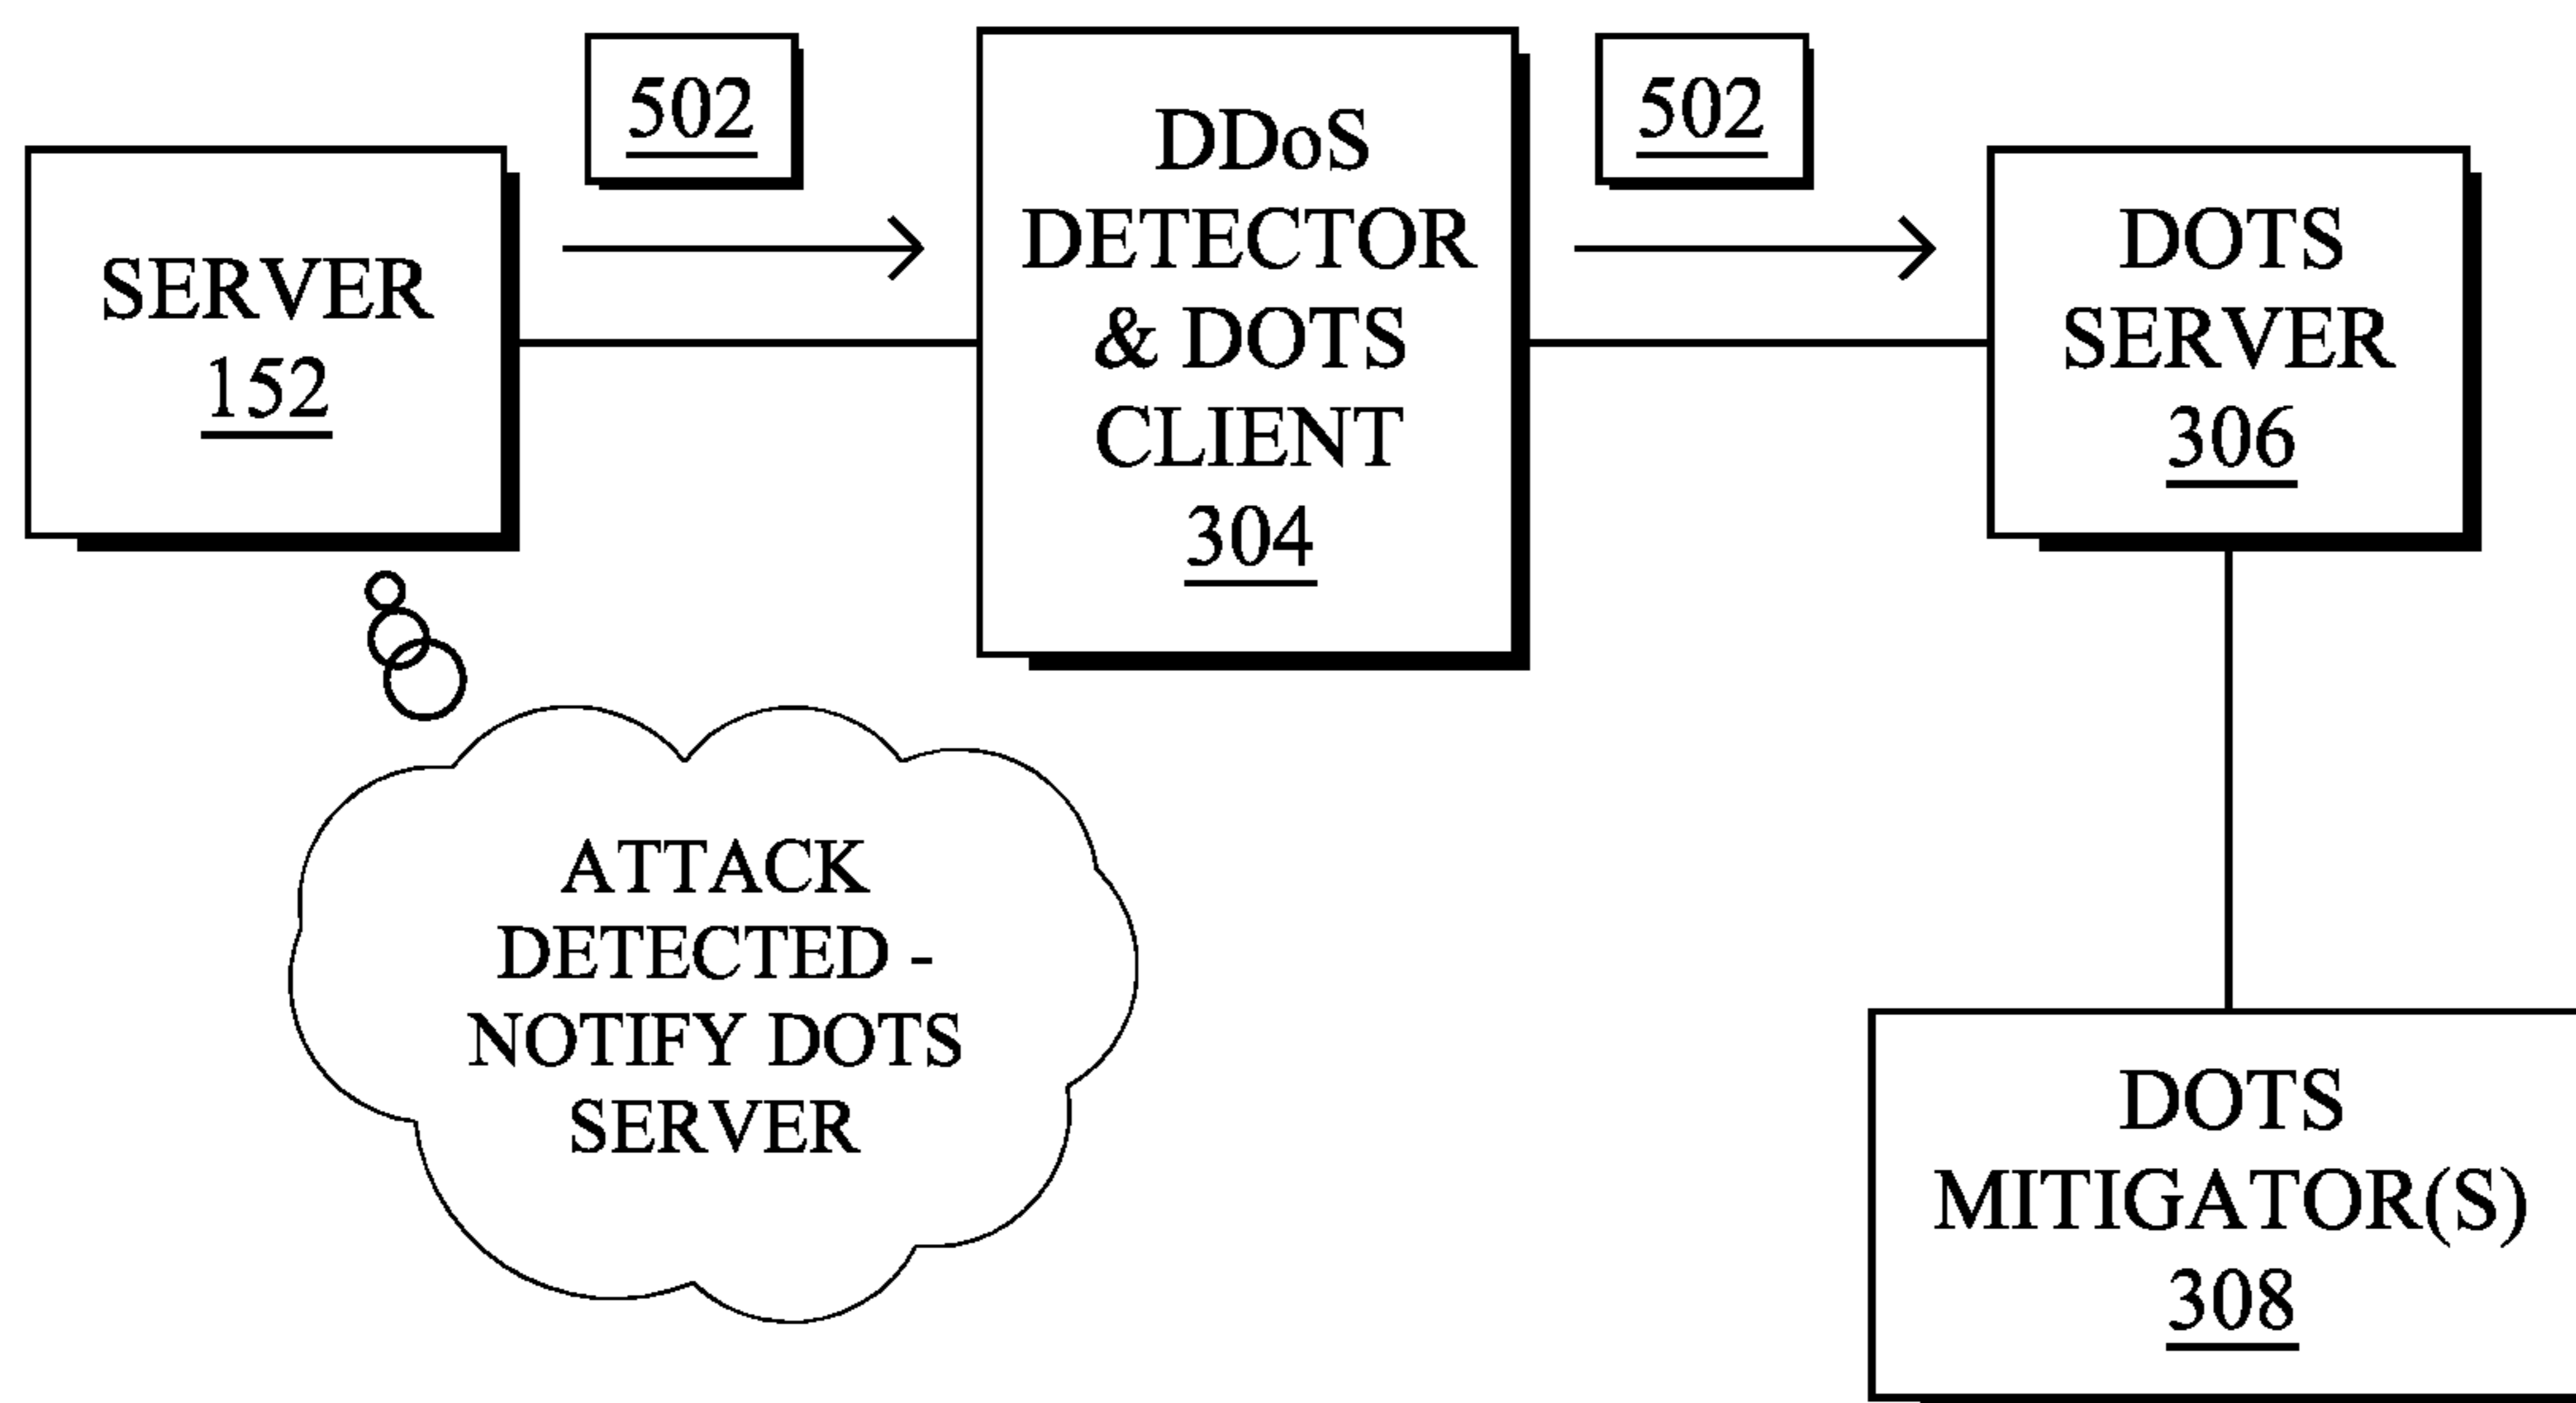 502
502
SERVER
152
DDoS
DETECTOR
& DOTS
CLIENT
304
DOTS
SERVER
306
ATTACK
DETECTED -
NOTIFY DOTS
SERVER
DOTS
MITIGATOR(S)
308